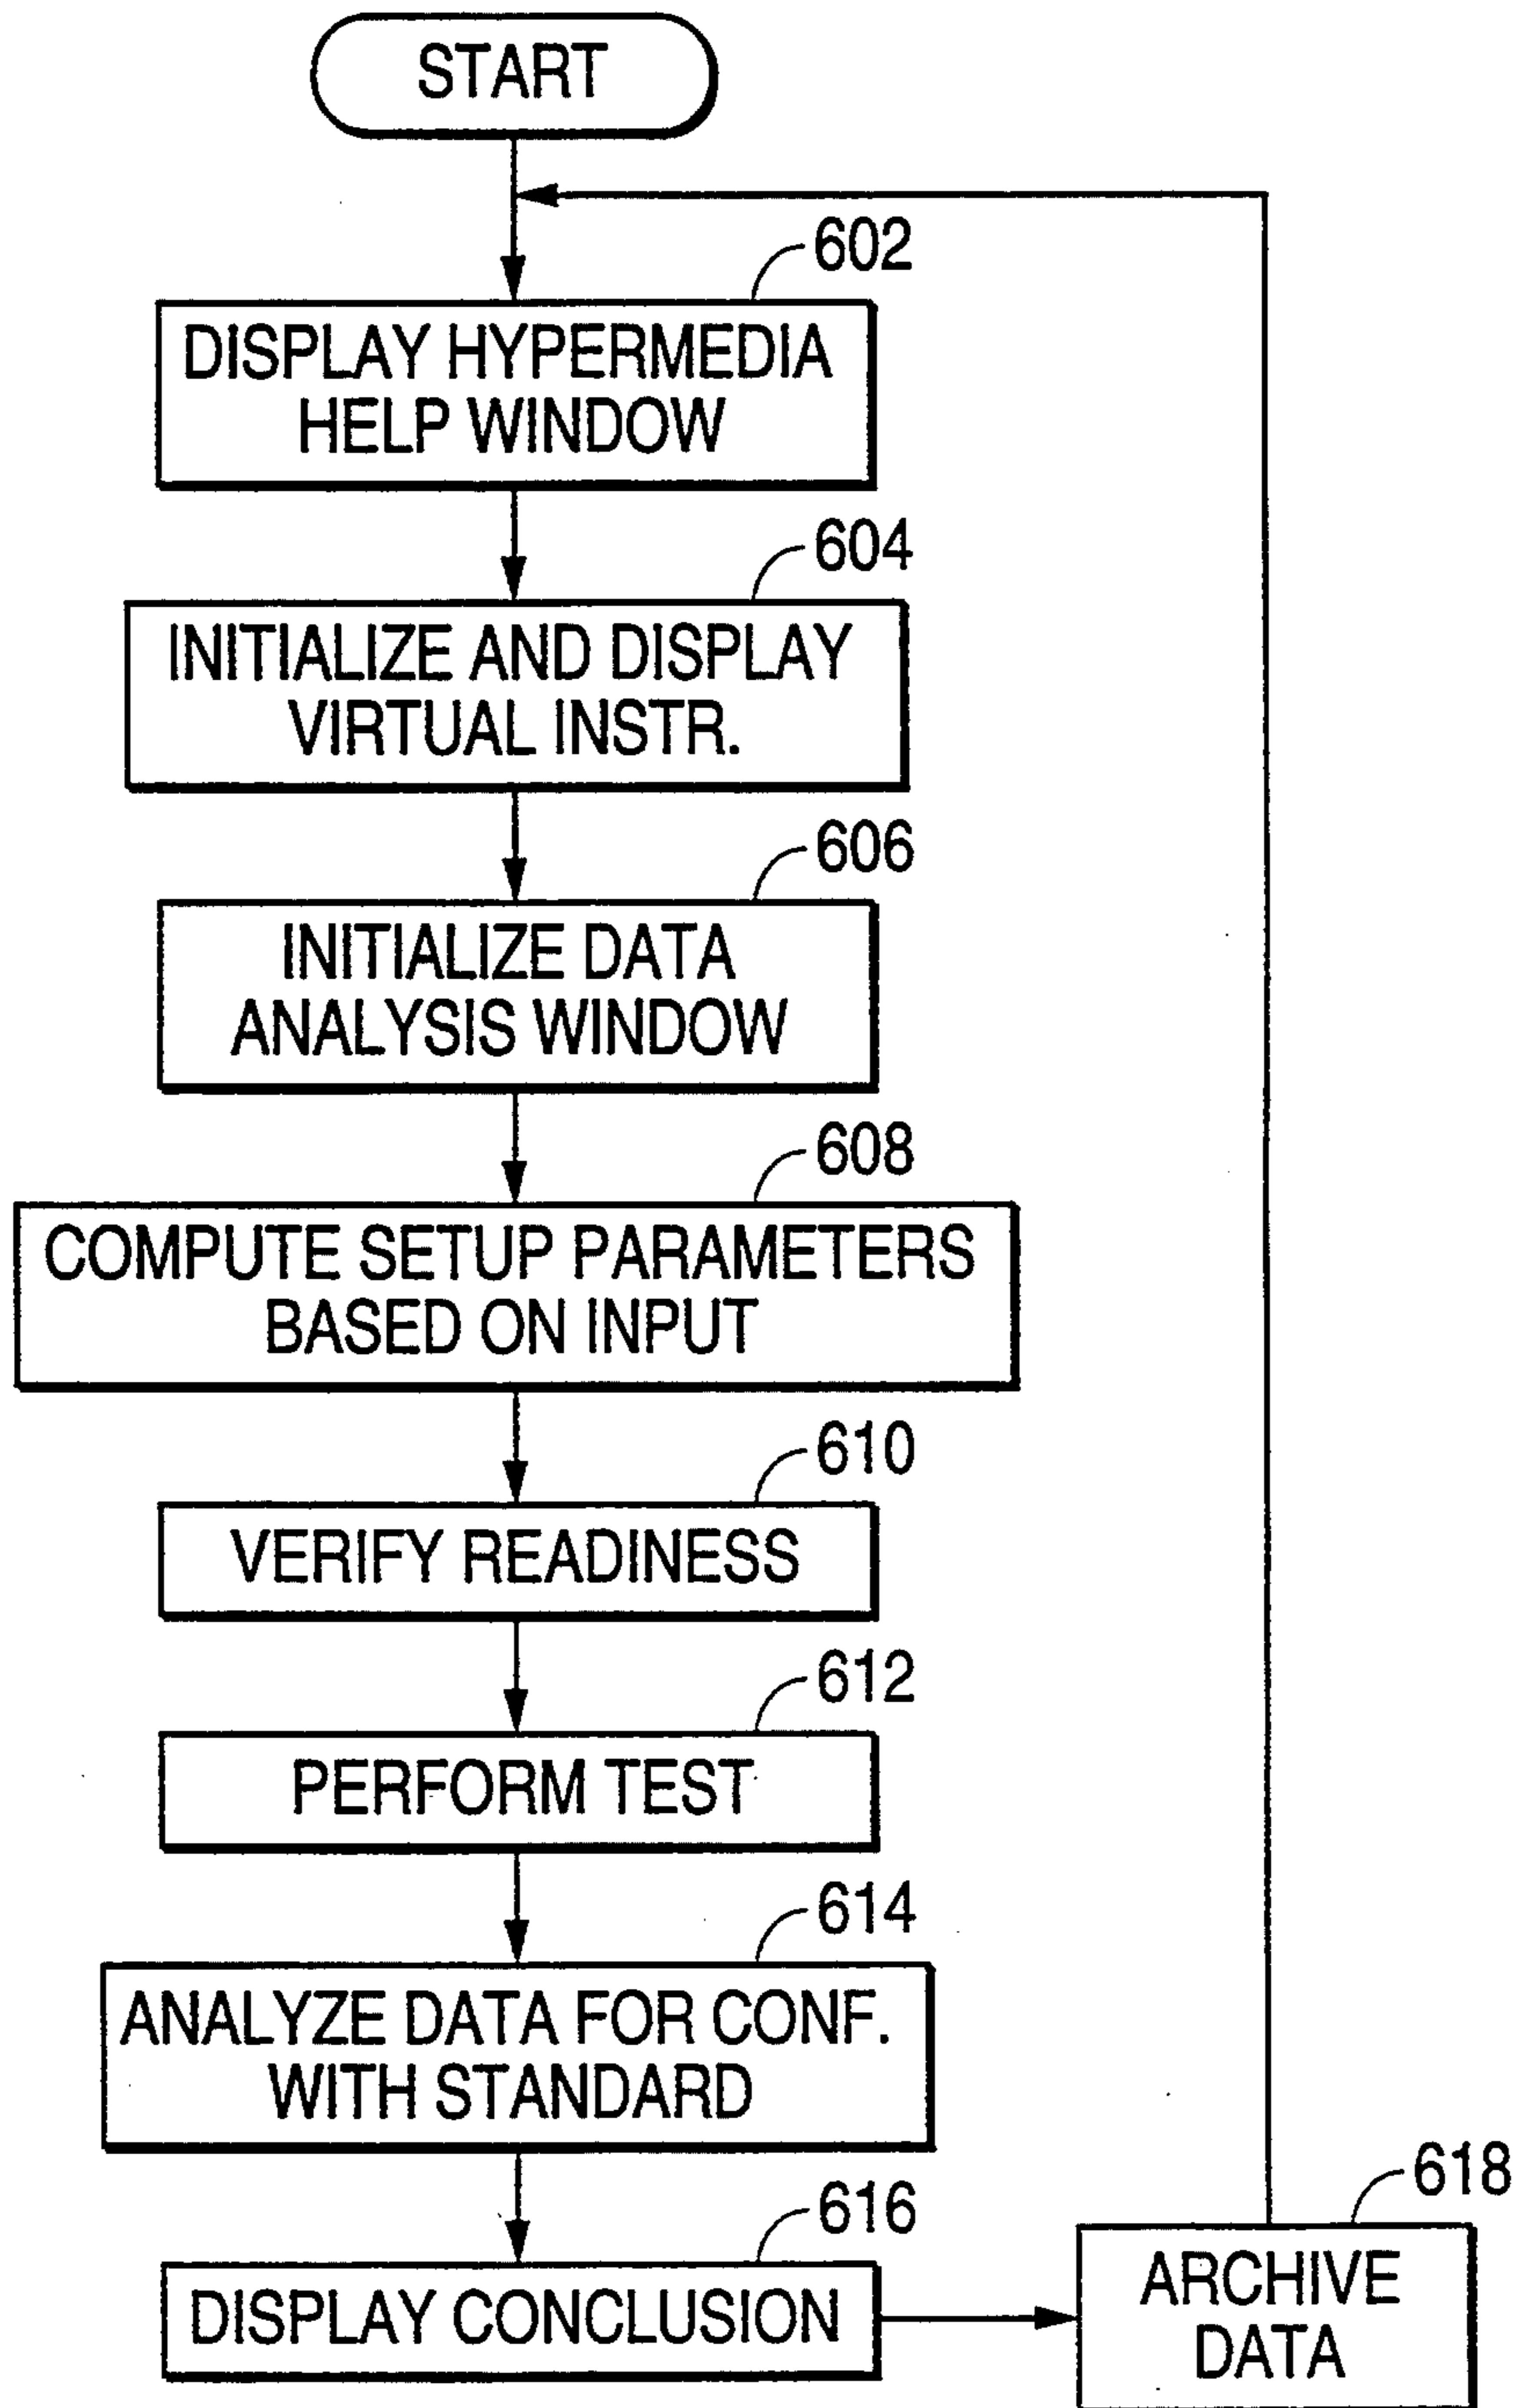 START
602
DISPLAY HYPERMEDIA
HELP WINDOW
604
INITIALIZE AND DISPLAY
VIRTUAL INSTR.
606
INITIALIZE DATA
ANALYSIS WINDOW
608
COMPUTE SETUP PARAMETERS
BASED ON INPUT
610
VERIFY READINESS
612
PERFORM TEST
614
ANALYZE DATA FOR CONF.
WITH STANDARD
616
DISPLAY CONCLUSION
618
ARCHIVE
DATA